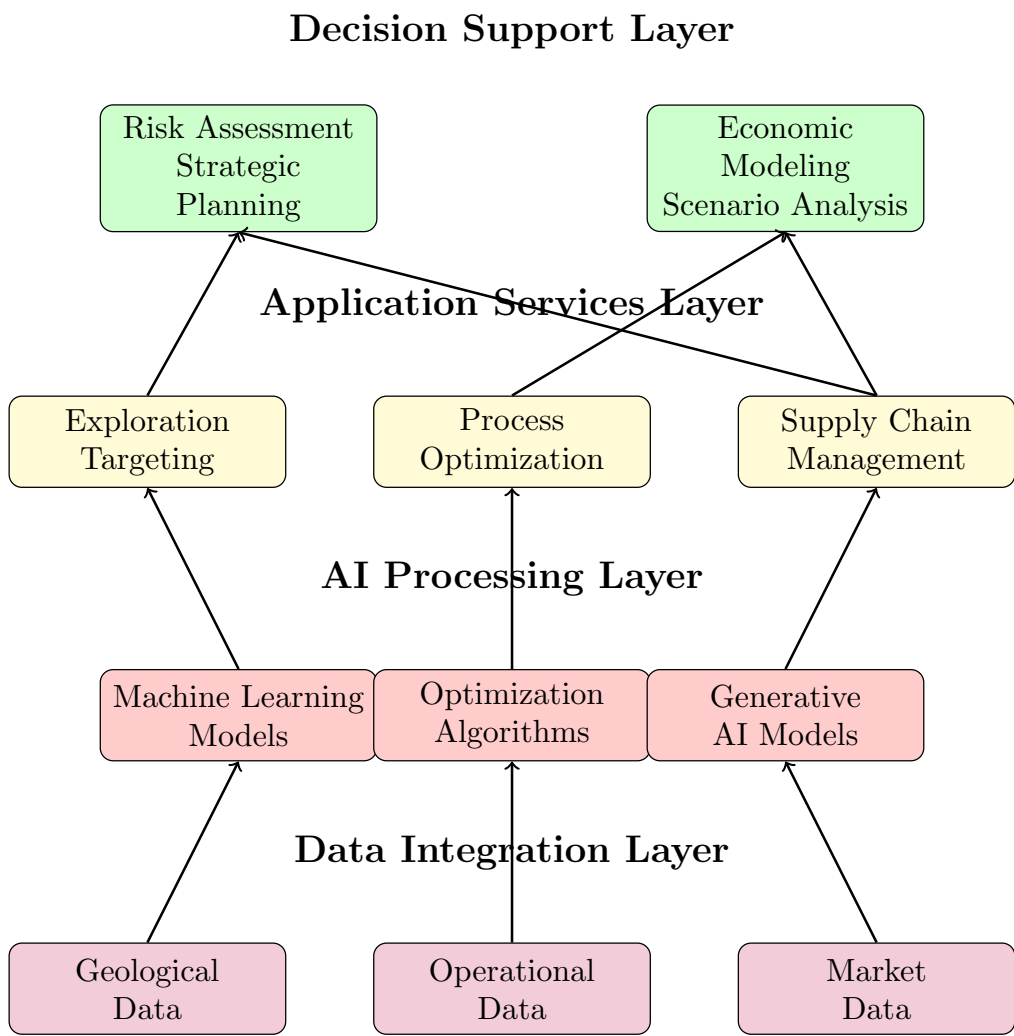 Decision Support Layer
Risk Assessment
Strategic
Planning
Economic
Modeling
Scenario Analysis
Application Services Layer
Exploration
Targeting
Process
Optimization
Supply Chain
Management
AI Processing Layer
Machine Learning
Models
Optimization
Algorithms
Generative
AI Models
Data Integration Layer
Geological
Data
Operational
Data
Market
Data